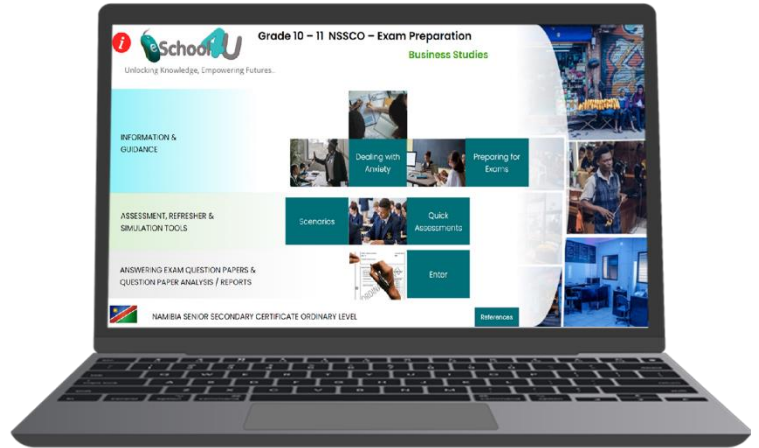 i
eSchool4U
Grade 10 – 11 NSSCO – Exam Preparation
Business Studies
Unlocking Knowledge, Empowering Futures.
INFORMATION &
GUIDANCE
Dealing with
Anxiety
Preparing for
Exams
ASSESSMENT, REFRESHER &
SIMULATION TOOLS
Scenarios
Quick
Assessments
ANSWERING EXAM QUESTION PAPERS &
QUESTION PAPER ANALYSIS / REPORTS
Enter
NAMIBIA SENIOR SECONDARY CERTIFICATE ORDINARY LEVEL
References